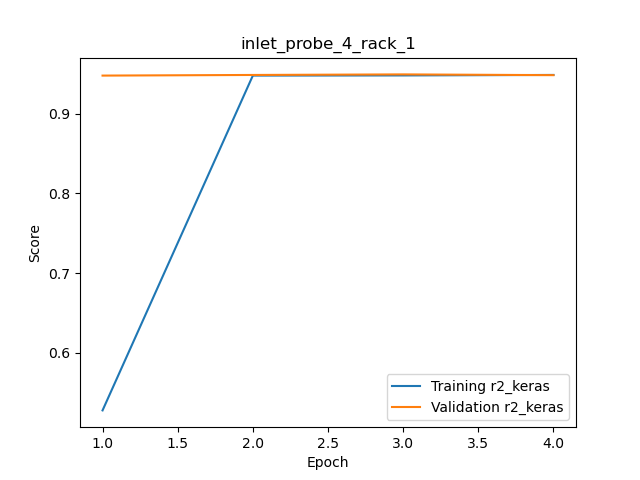 inlet_probe_4_rack_1
Score
0.9
0.8
0.7
0.6
Training r2_keras
Validation r2_keras
1.0 1.5 2.0 2.5 3.0 3.5 4.0
Epoch